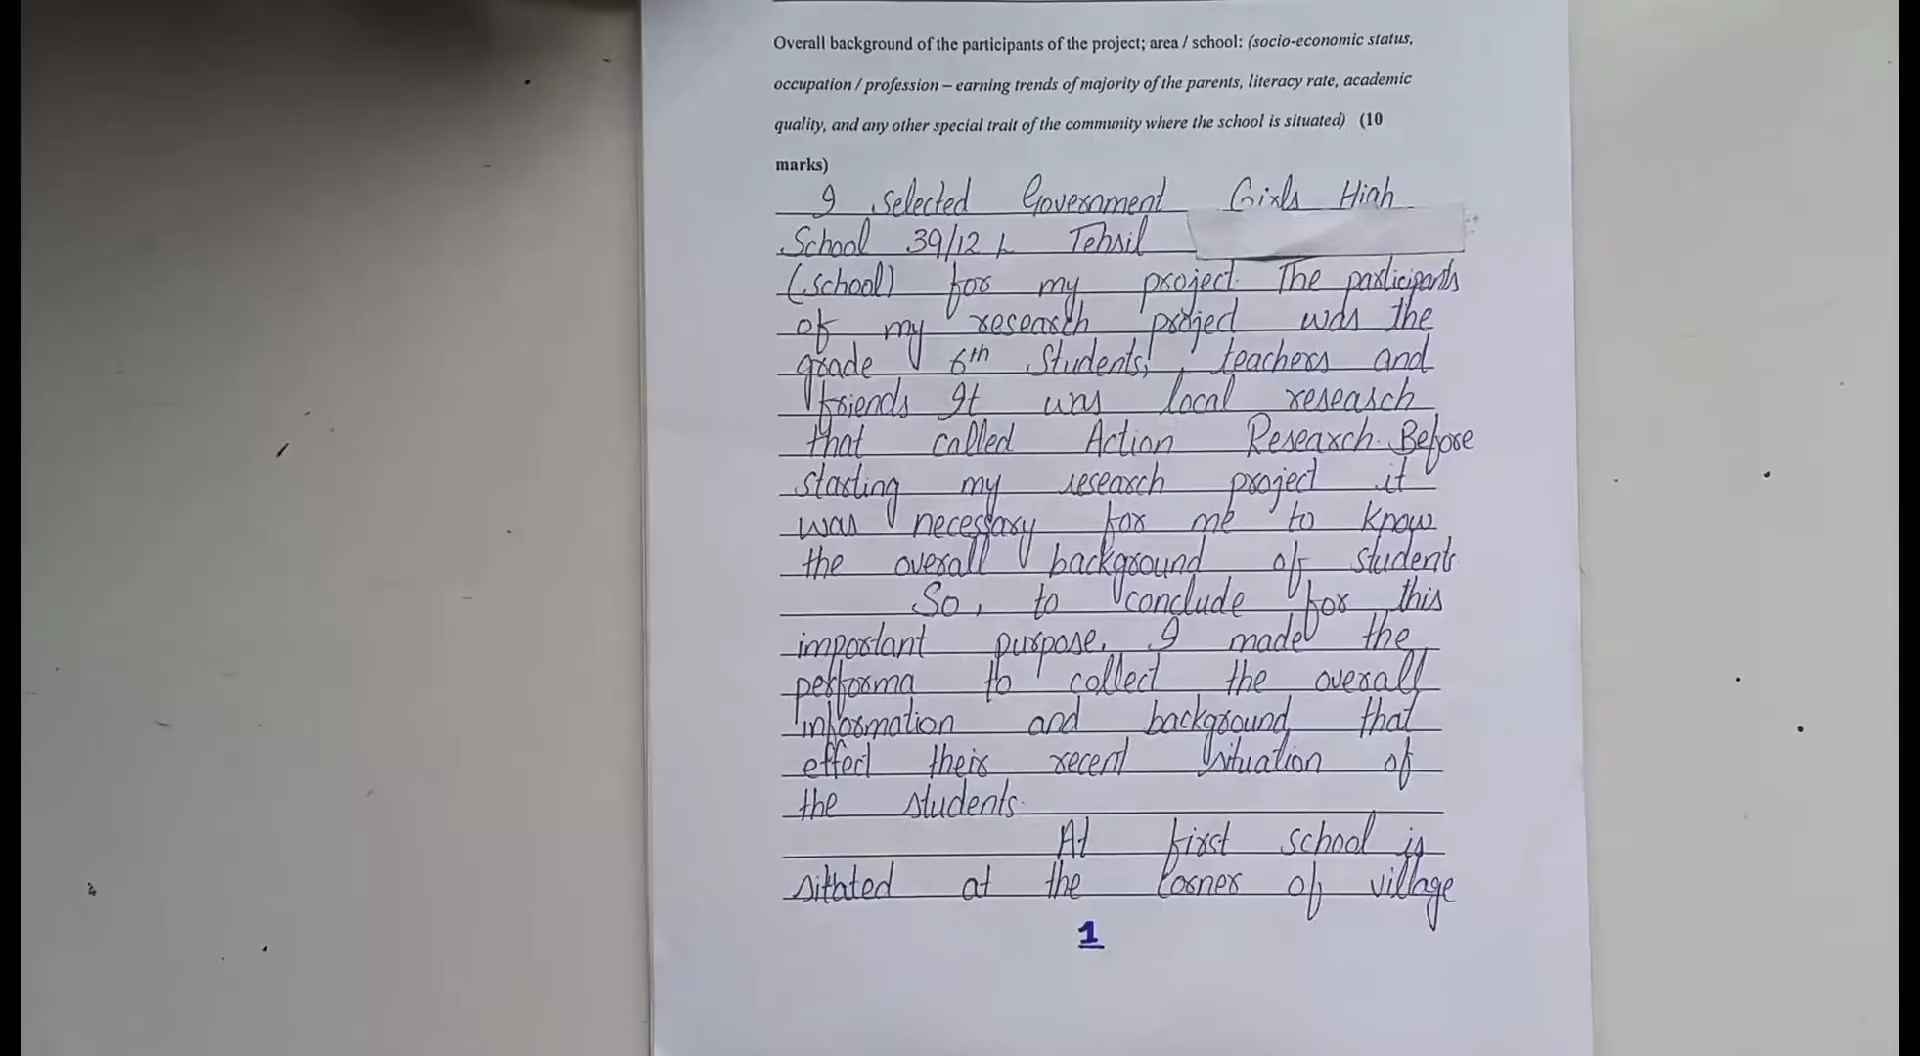 Overall background of the participants of the project; area / school: (socio-economic status,
occupation / profession – earning trends of majority of the parents, literacy rate, academic
quality, and any other special trait of the community where the school is situated) (10
marks)
I selected Government Girls High
School 39/12 L Tehsil
(school) for my project. The participants
of my research project was the
grade 6th students, teachers and
friends It was local research
that called Action Research. Before
starting my research project it
was necessary for me to know
the overall background of students
So, to conclude for this
important purpose, I made the
performa to collect the overall
information and background that
effect their recent situation of
the students.
At first school is
sitated at the corner of village
1